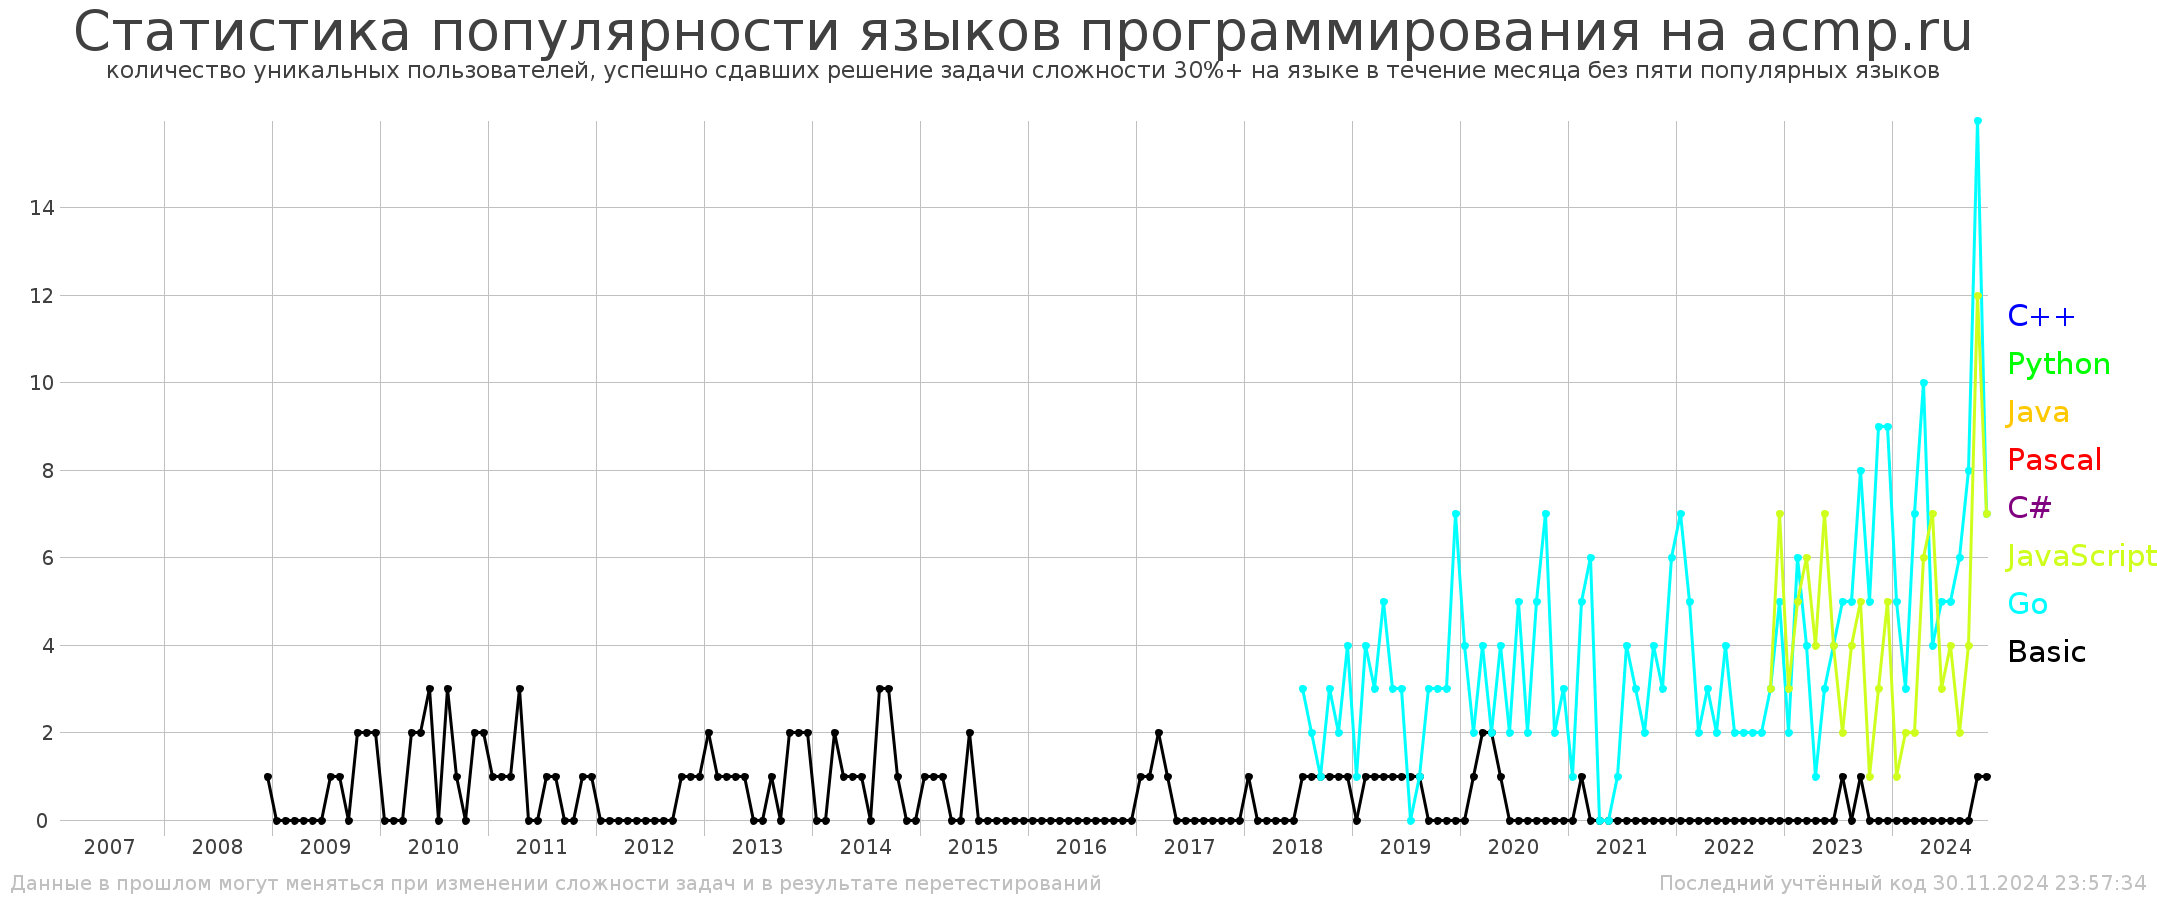 Статистика популярности языков программирования на acmp.ru
количество уникальных пользователей, успешно сдавших решение задачи сложности 30%+ на языке в течение месяца без пяти популярных языков
14
12
10
8
6
4
2
0
C++
Python
Java
Pascal
C#
JavaScript
Go
Basic
2007 2008 2009 2010 2011 2012 2013 2014 2015 2016 2017 2018 2019 2020 2021 2022 2023 2024
Данные в прошлом могут меняться при изменении сложности задач и в результате перетестирований
Последний учтённый код 30.11.2024 23:57:34